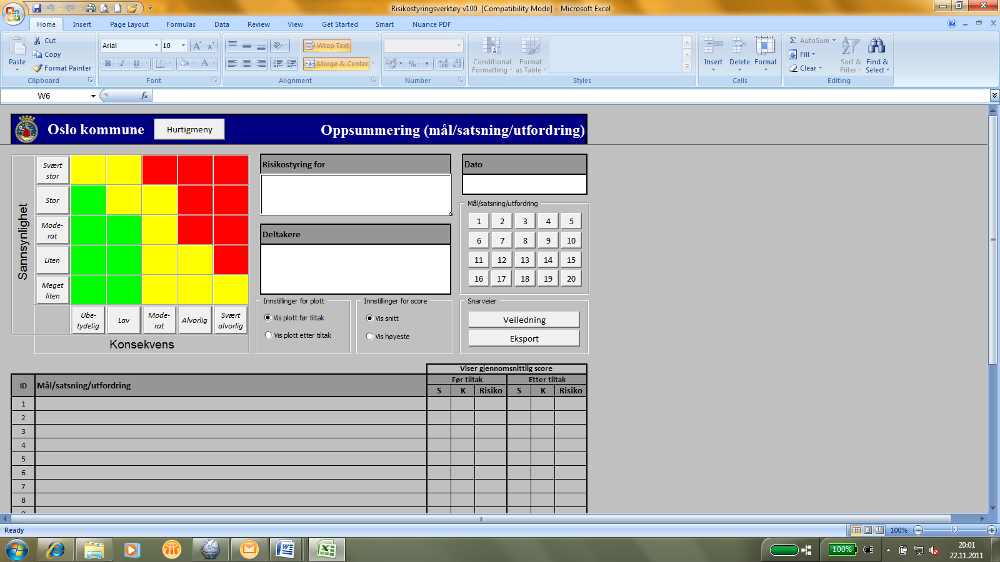 Risikostyringsverktøy v100 [Compatibility Mode] - Microsoft Excel
Home Insert Page Layout Formulas Data Review View Get Started Smart Nuance PDF
Paste
Cut
Copy
Format Painter
Clipboard
Arial 10
B I U A
Font
Wrap Text
Merge & Center
Alignment
% ,
Number
Conditional Formatting
Format as Table
Styles
Insert Delete Format
Cells
Σ AutoSum
Fill
Clear
Sort & Filter
Find & Select
Editing
W6
fx
Oslo kommune
Hurtigmeny
Oppsummering (mål/satsning/utfordring)
Sannsynlighet
Svært stor
Stor
Mode-
rat
Liten
Meget liten
Ube-
tydelig
Lav
Mode-
rat
Alvorlig
Svært alvorlig
Konsekvens
Risikostyring for
Deltakere
Dato
Mål/satsning/utfordring
1 2 3 4 5
6 7 8 9 10
11 12 13 14 15
16 17 18 19 20
Innstillinger for plott
Vis plott før tiltak
Vis plott etter tiltak
Innstillinger for score
Vis snitt
Vis høyeste
Snarveier
Veiledning
Eksport
Viser gjennomsnittlig score
Før tiltak Etter tiltak
ID Mål/satsning/utfordring S K Risiko S K Risiko
1
2
3
4
5
6
7
8
Ready
100%
100%
20:01
22.11.2011